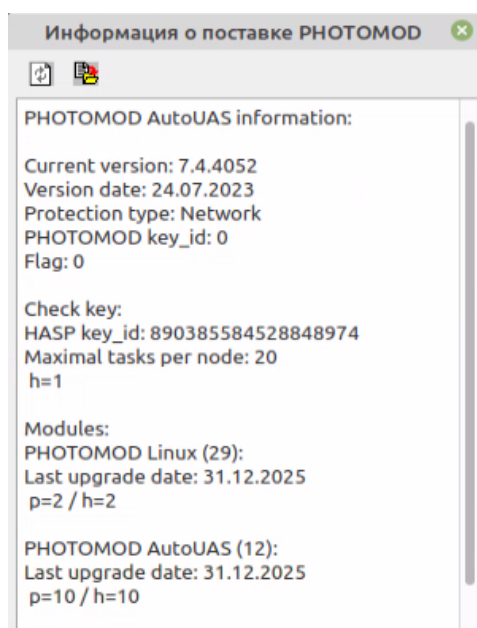 Информация о поставке PHOTOMOD
PHOTOMOD AutoUAS information:
Current version: 7.4.4052
Version date: 24.07.2023
Protection type: Network
PHOTOMOD key_id: 0
Flag: 0
Check key:
HASP key_id: 890385584528848974
Maximal tasks per node: 20
h=1
Modules:
PHOTOMOD Linux (29):
Last upgrade date: 31.12.2025
p=2 / h=2
PHOTOMOD AutoUAS (12):
Last upgrade date: 31.12.2025
p=10 / h=10